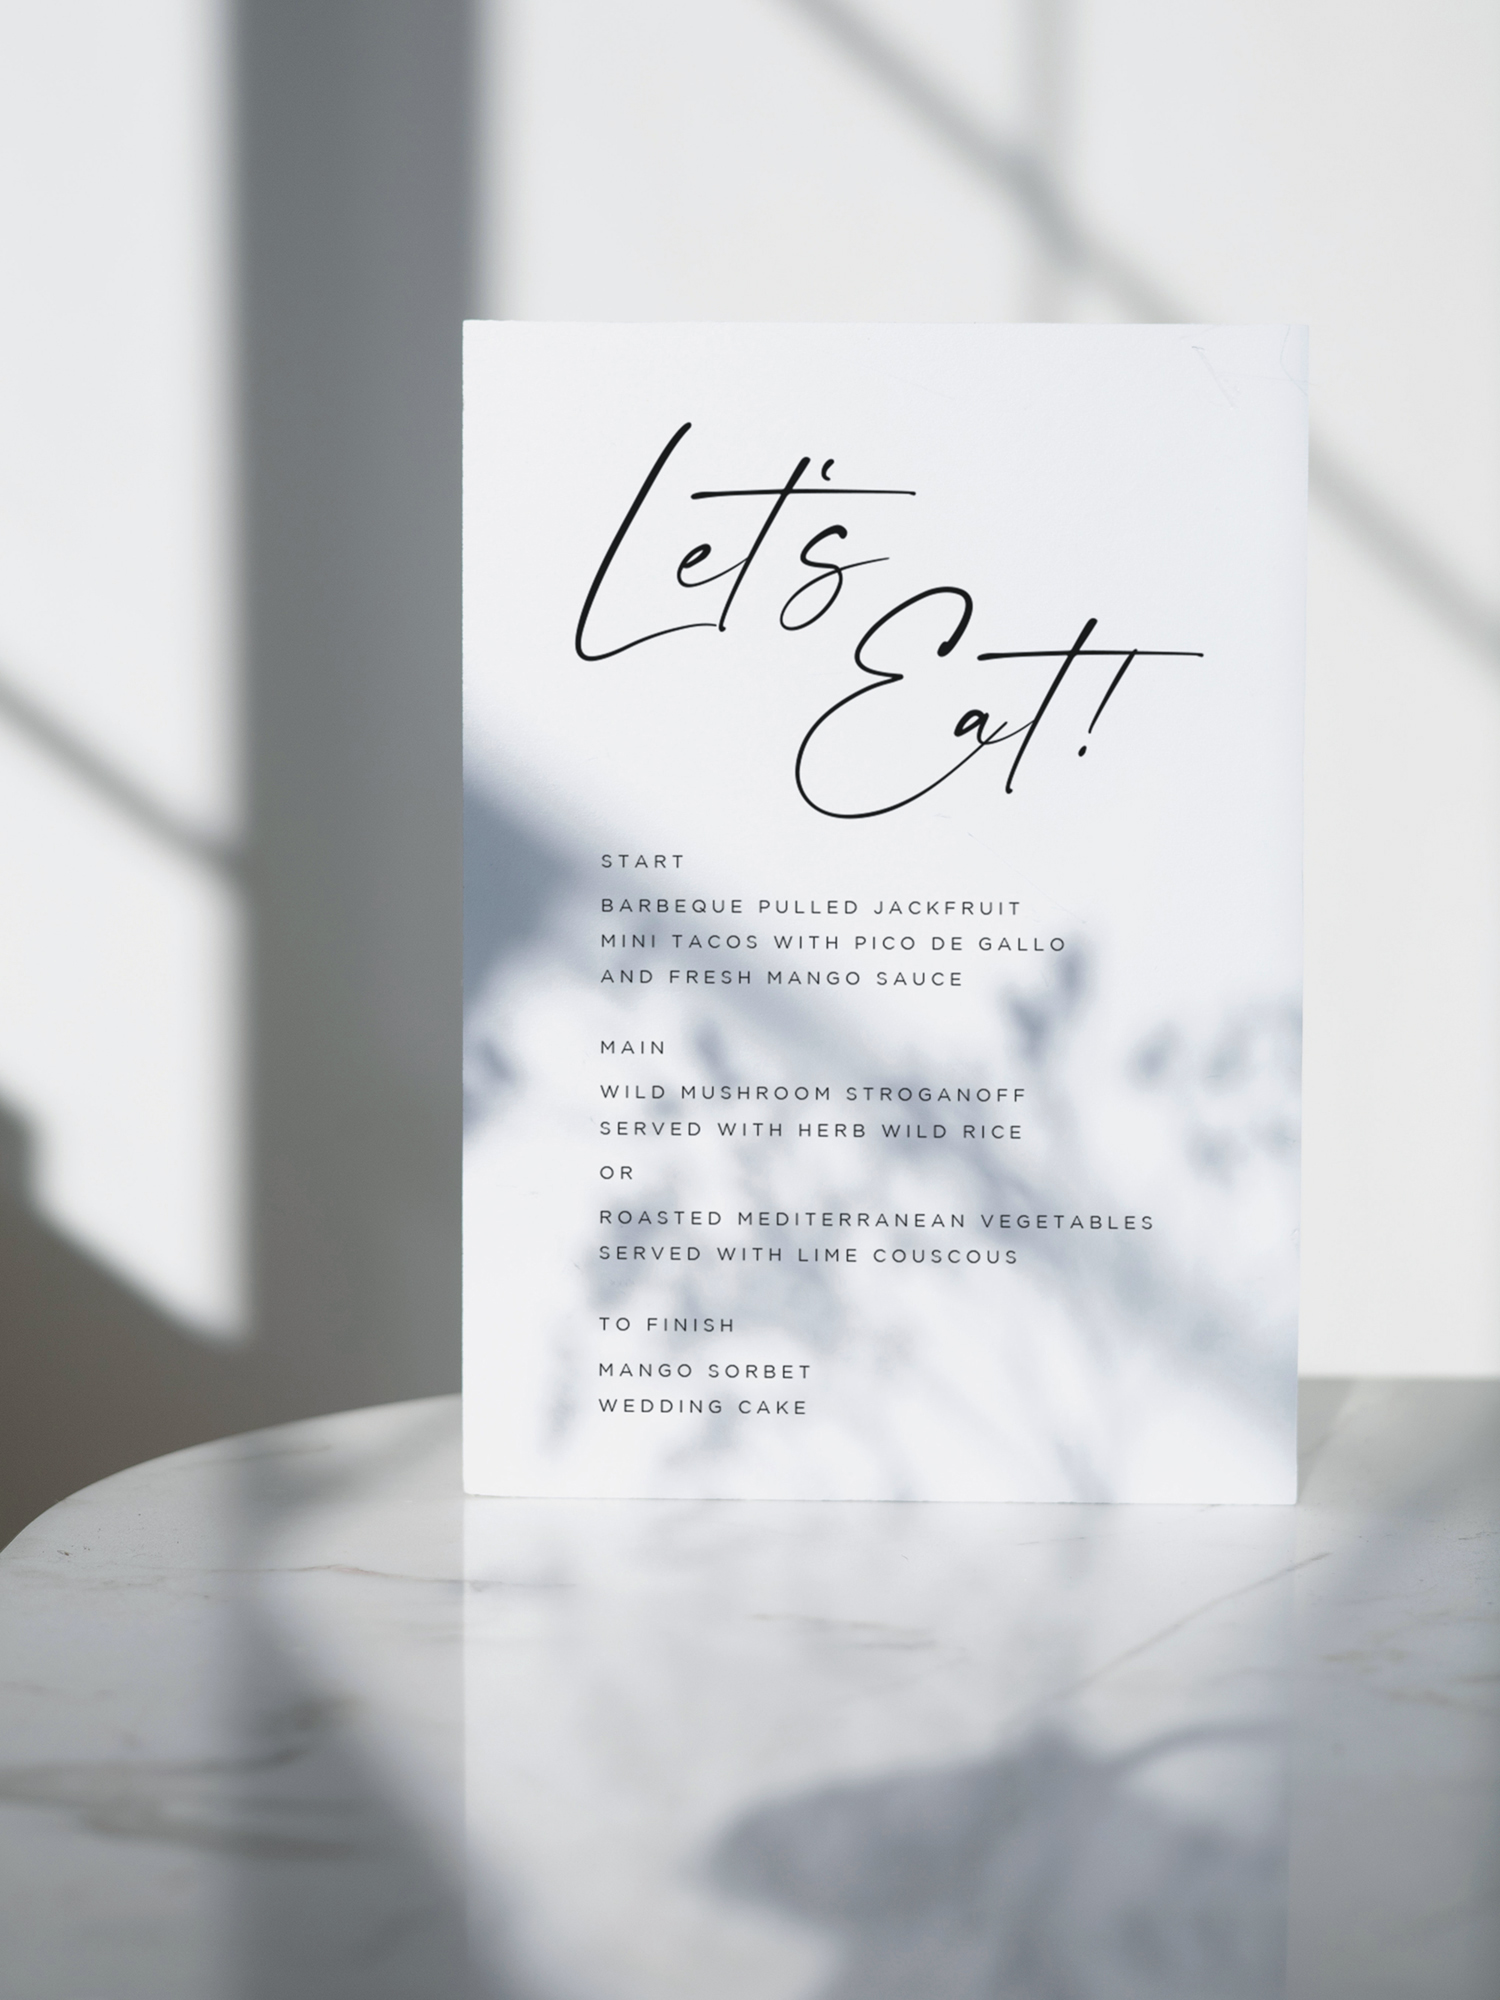 Let's
Eat!
START
BARBEQUE PULLED JACKFRUIT
MINI TACOS WITH PICO DE GALLO
AND FRESH MANGO SAUCE
MAIN
WILD MUSHROOM STROGANOFF
SERVED WITH HERB WILD RICE
OR
ROASTED MEDITERRANEAN VEGETABLES
SERVED WITH LIME COUSCOUS
TO FINISH
MANGO SORBET
WEDDING CAKE